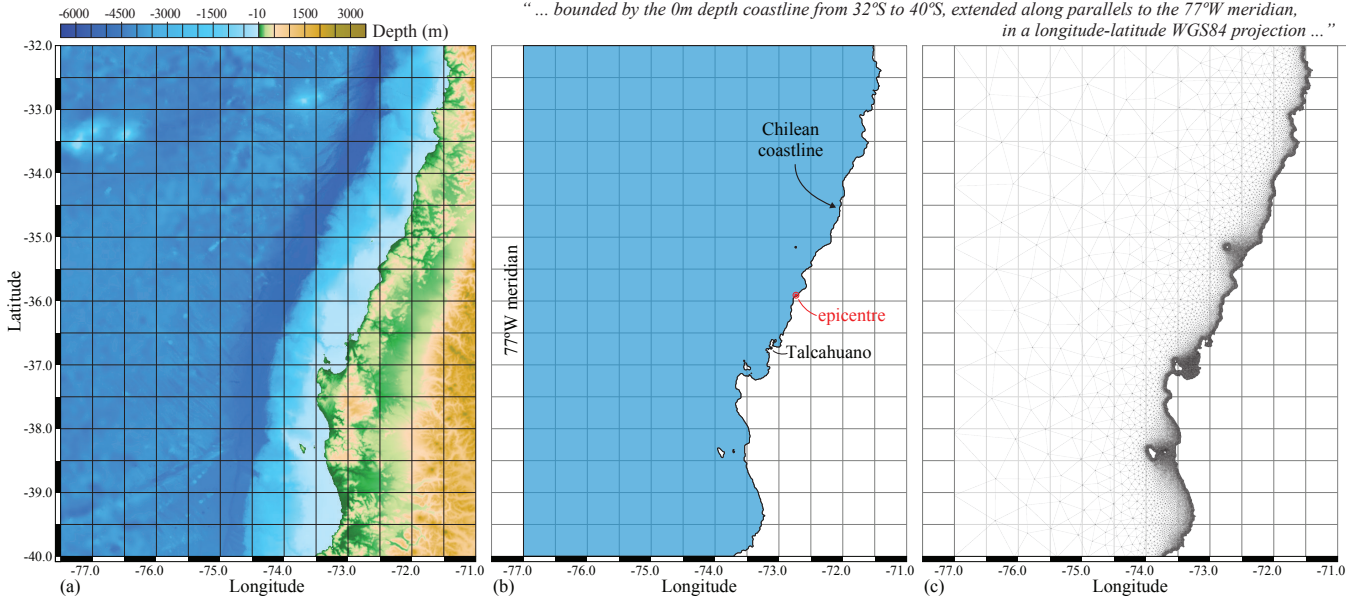 “ ... bounded by the 0m depth coastline from 32ºS to 40ºS, extended along parallels to the 77ºW meridian,
in a longitude-latitude WGS84 projection ...”
-6000 -4500 -3000 -1500 -10 1500 3000 Depth (m)
-32.0
-33.0
-34.0
-35.0
-36.0
-37.0
-38.0
-39.0
-40.0
Latitude
-77.0 -76.0 -75.0 -74.0 -73.0 -72.0 -71.0
(a) Longitude
77ºW meridian
Chilean
coastline
epicentre
Talcahuano
-77.0 -76.0 -75.0 -74.0 -73.0 -72.0 -71.0
(b) Longitude
-77.0 -76.0 -75.0 -74.0 -73.0 -72.0 -71.0
(c) Longitude